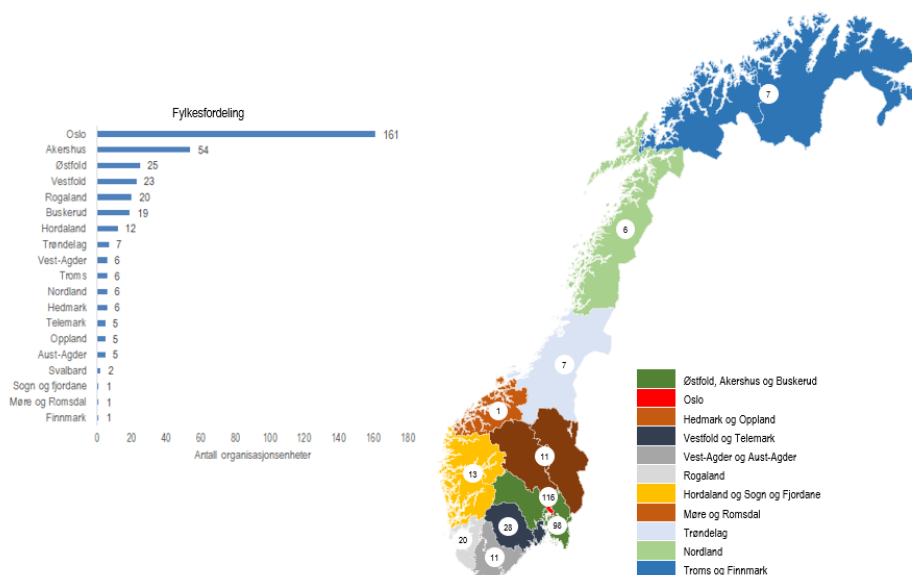 Fylkesfordeling
Oslo 161
Akershus 54
Østfold 25
Vestfold 23
Rogaland 20
Buskerud 19
Hordaland 12
Trøndelag 7
Vest-Agder 6
Troms 6
Nordland 6
Hedmark 6
Telemark 5
Oppland 5
Aust-Agder 5
Svalbard 2
Sogn og fjordane 1
Møre og Romsdal 1
Finnmark 1
0 20 40 60 80 100 120 140 160 180
Antall organisasjonsenheter
7
6
7
1
11
13
116
98
28
20
11
Østfold, Akershus og Buskerud
Oslo
Hedmark og Oppland
Vestfold og Telemark
Vest-Agder og Aust-Agder
Rogaland
Hordaland og Sogn og Fjordane
Møre og Romsdal
Trøndelag
Nordland
Troms og Finnmark